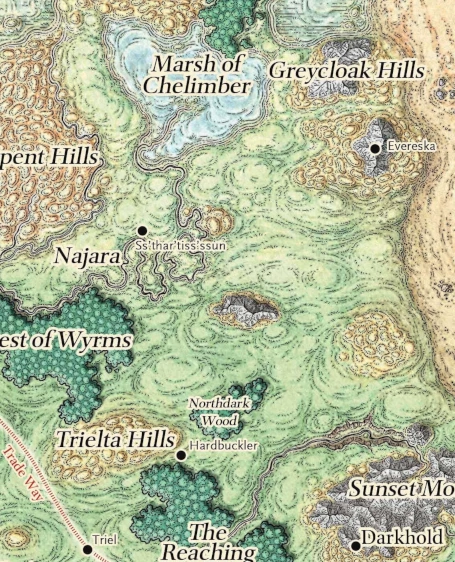 Marsh of
Chelimber
Greycloak Hills
Evereska
pent Hills
Ss'thar'tiss'ssun
Najara
est of Wyrms
Northdark
Wood
Trielta Hills
Hardbuckler
Trade Way
Sunset Mo
Triel
The
Reaching
Darkhold